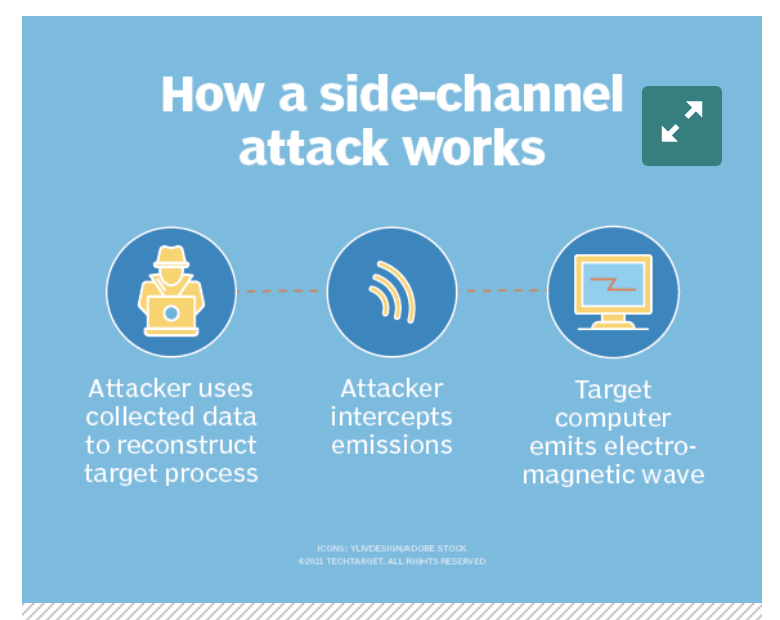 How a side-channel
attack works
Attacker uses
collected data
to reconstruct
target process
Attacker
intercepts
emissions
Target
computer
emits electro-
magnetic wave
ICONS: YLIVDESIGN/ADOBE STOCK
©2021 TECHTARGET. ALL RIGHTS RESERVED